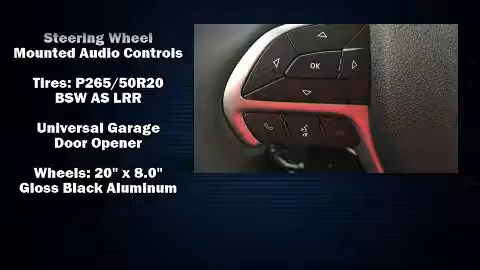 Steering Wheel
Mounted Audio Controls
Tires: P265/50R20
BSW AS LRR
Universal Garage
Door Opener
Wheels: 20" x 8.0"
Gloss Black Aluminum
OK